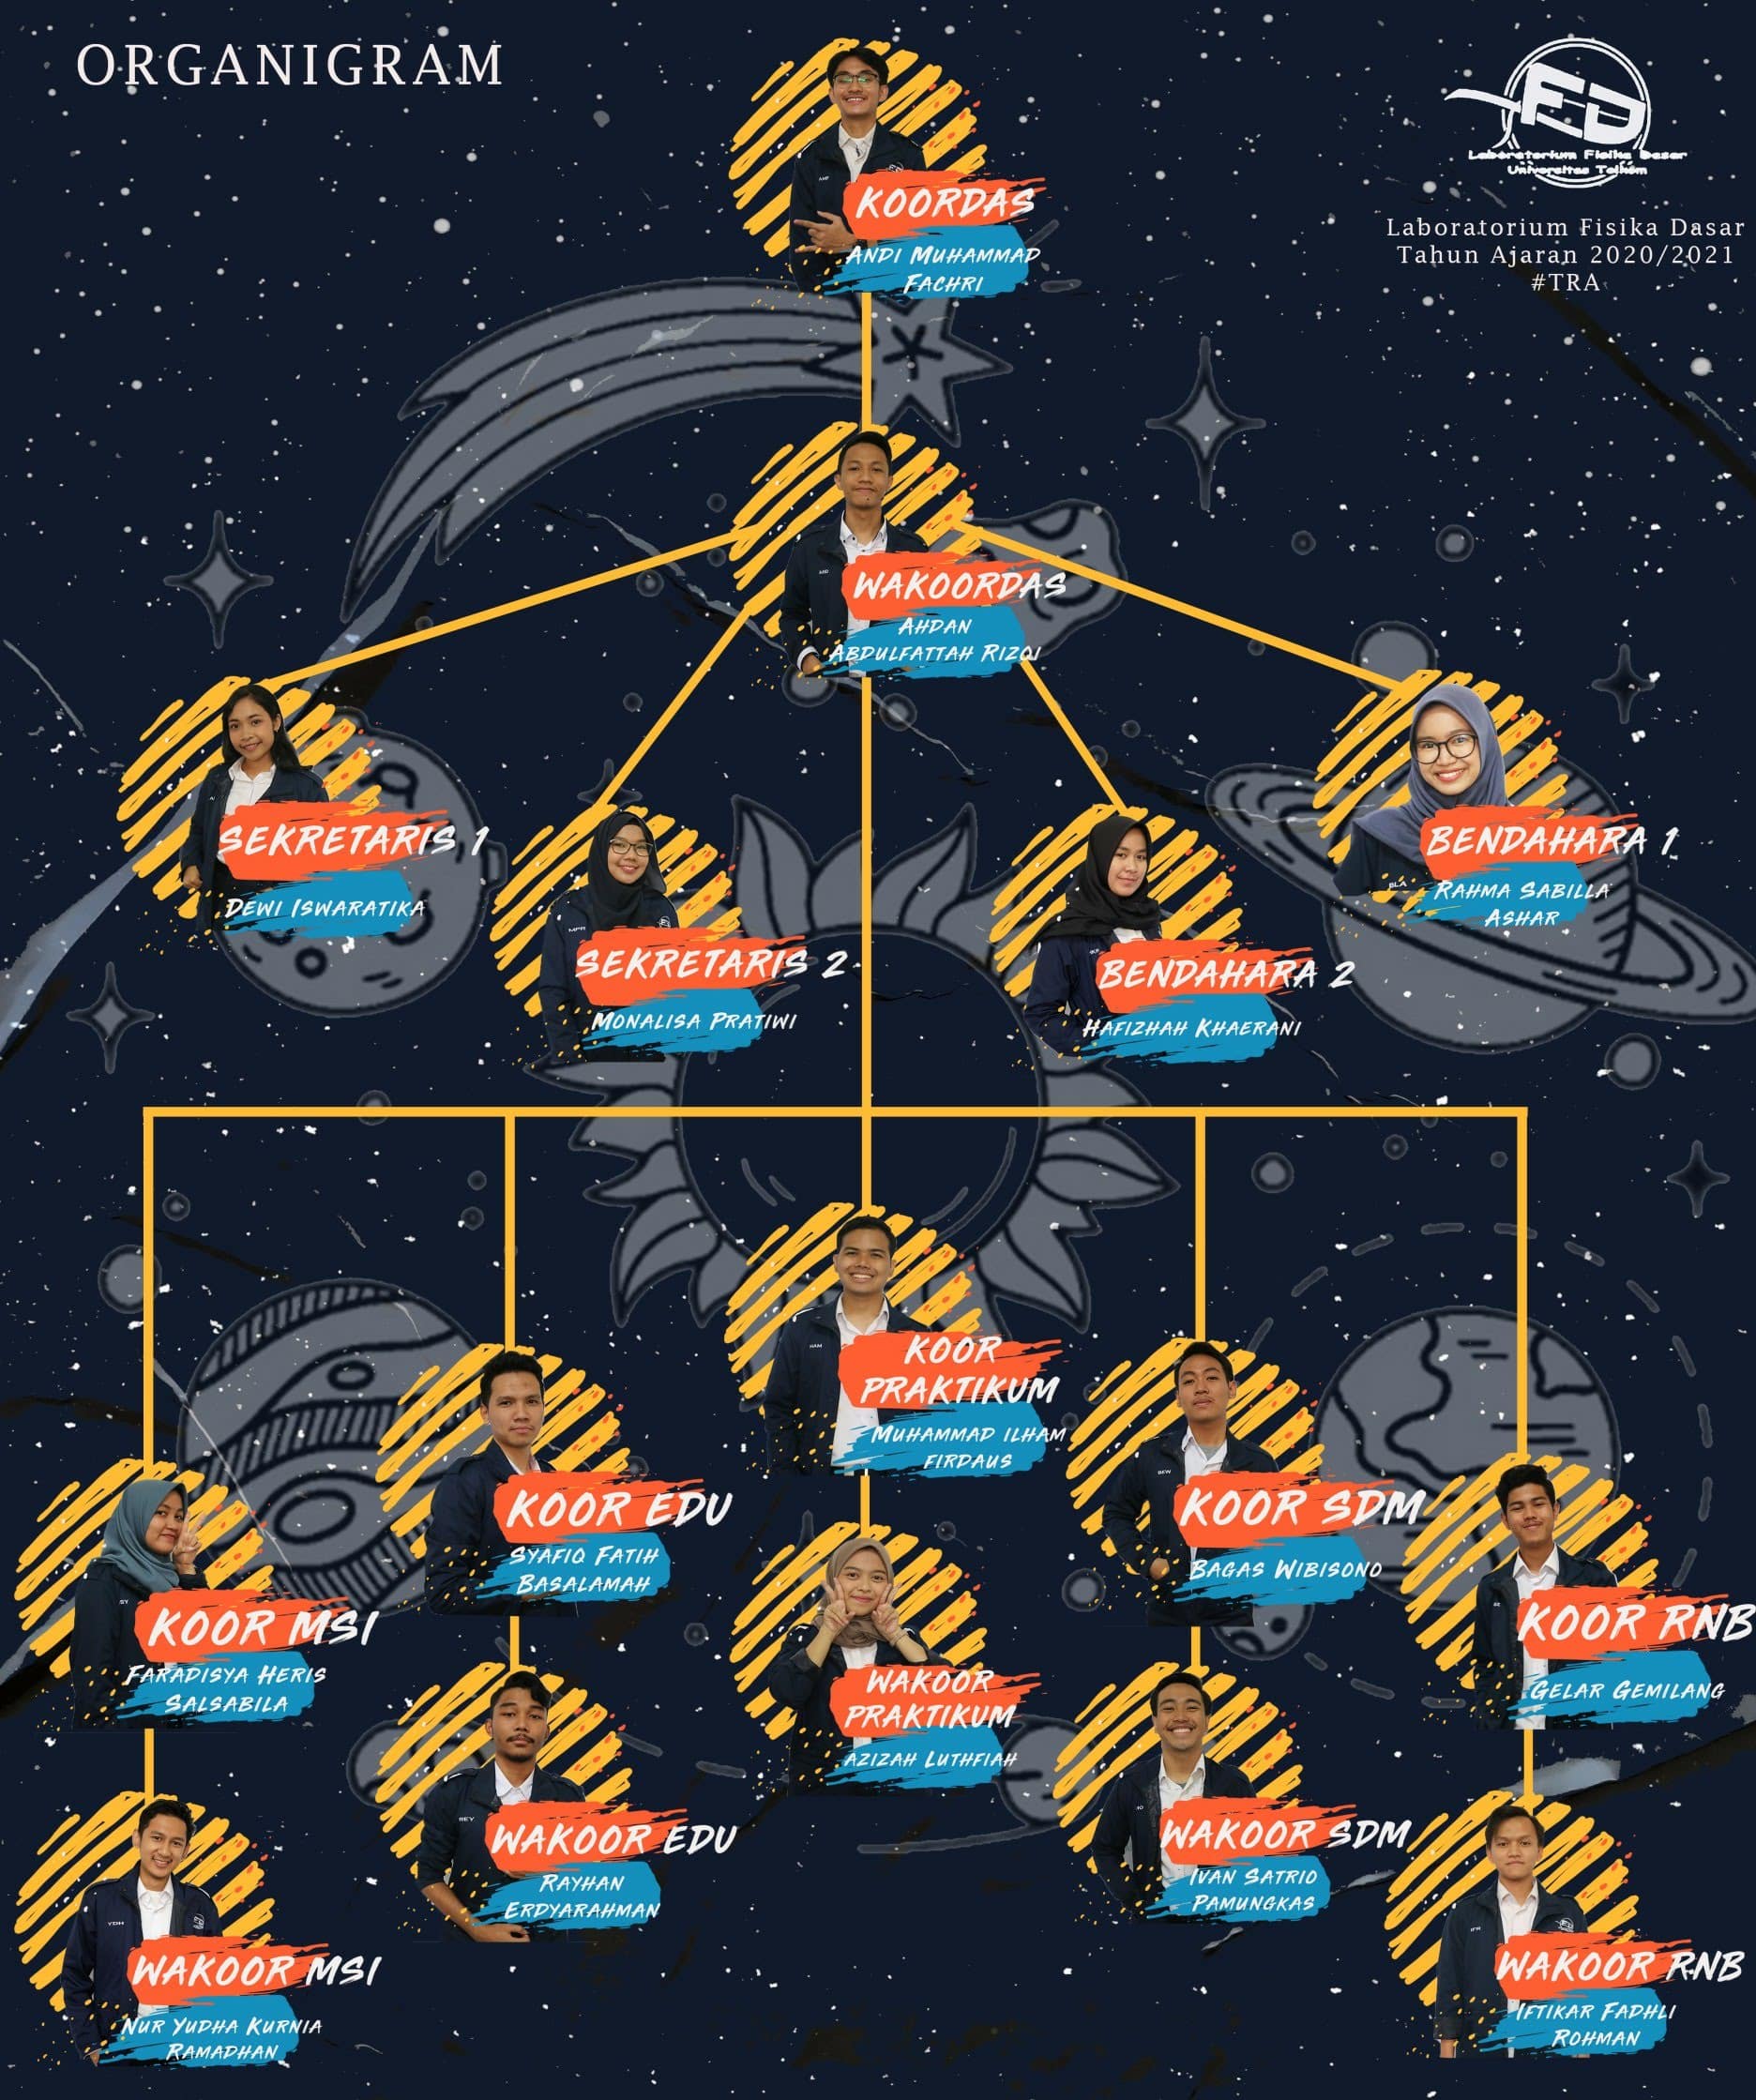 ORGANIGRAM
Laboratorium Fisika Dasar
Universitas Telkom
Laboratorium Fisika Dasar
Tahun Ajaran 2020/2021
#TRA
KOORDAS
ANDI MUHAMMAD
FACHRI
WAKOORDAS
AHDAN
ABDULFATTAH RIZQI
SEKRETARIS 1
DEWI ISWARATIKA
SEKRETARIS 2
MONALISA PRATIWI
BENDAHARA 2
HAFIZHAH KHAERANI
BENDAHARA 1
RAHMA SABILLA
ASHAR
KOOR
PRAKTIKUM
MUHAMMAD ILHAM
FIRDAUS
KOOR MSI
FARADISYA HERIS
SALSABILA
KOOR EDU
SYAFIQ FATIH
BASALAMAH
WAKOOR
PRAKTIKUM
AZIZAH LUTHFIAH
KOOR SDM
BAGAS WIBISONO
KOOR RNB
GELAR GEMILANG
WAKOOR MSI
NUR YUDHA KURNIA
RAMADHAN
WAKOOR EDU
RAYHAN
ERDYARAHMAN
WAKOOR SDM
IVAN SATRIO
PAMUNGKAS
WAKOOR RNB
IFTIKAR FADHLI
ROHMAN